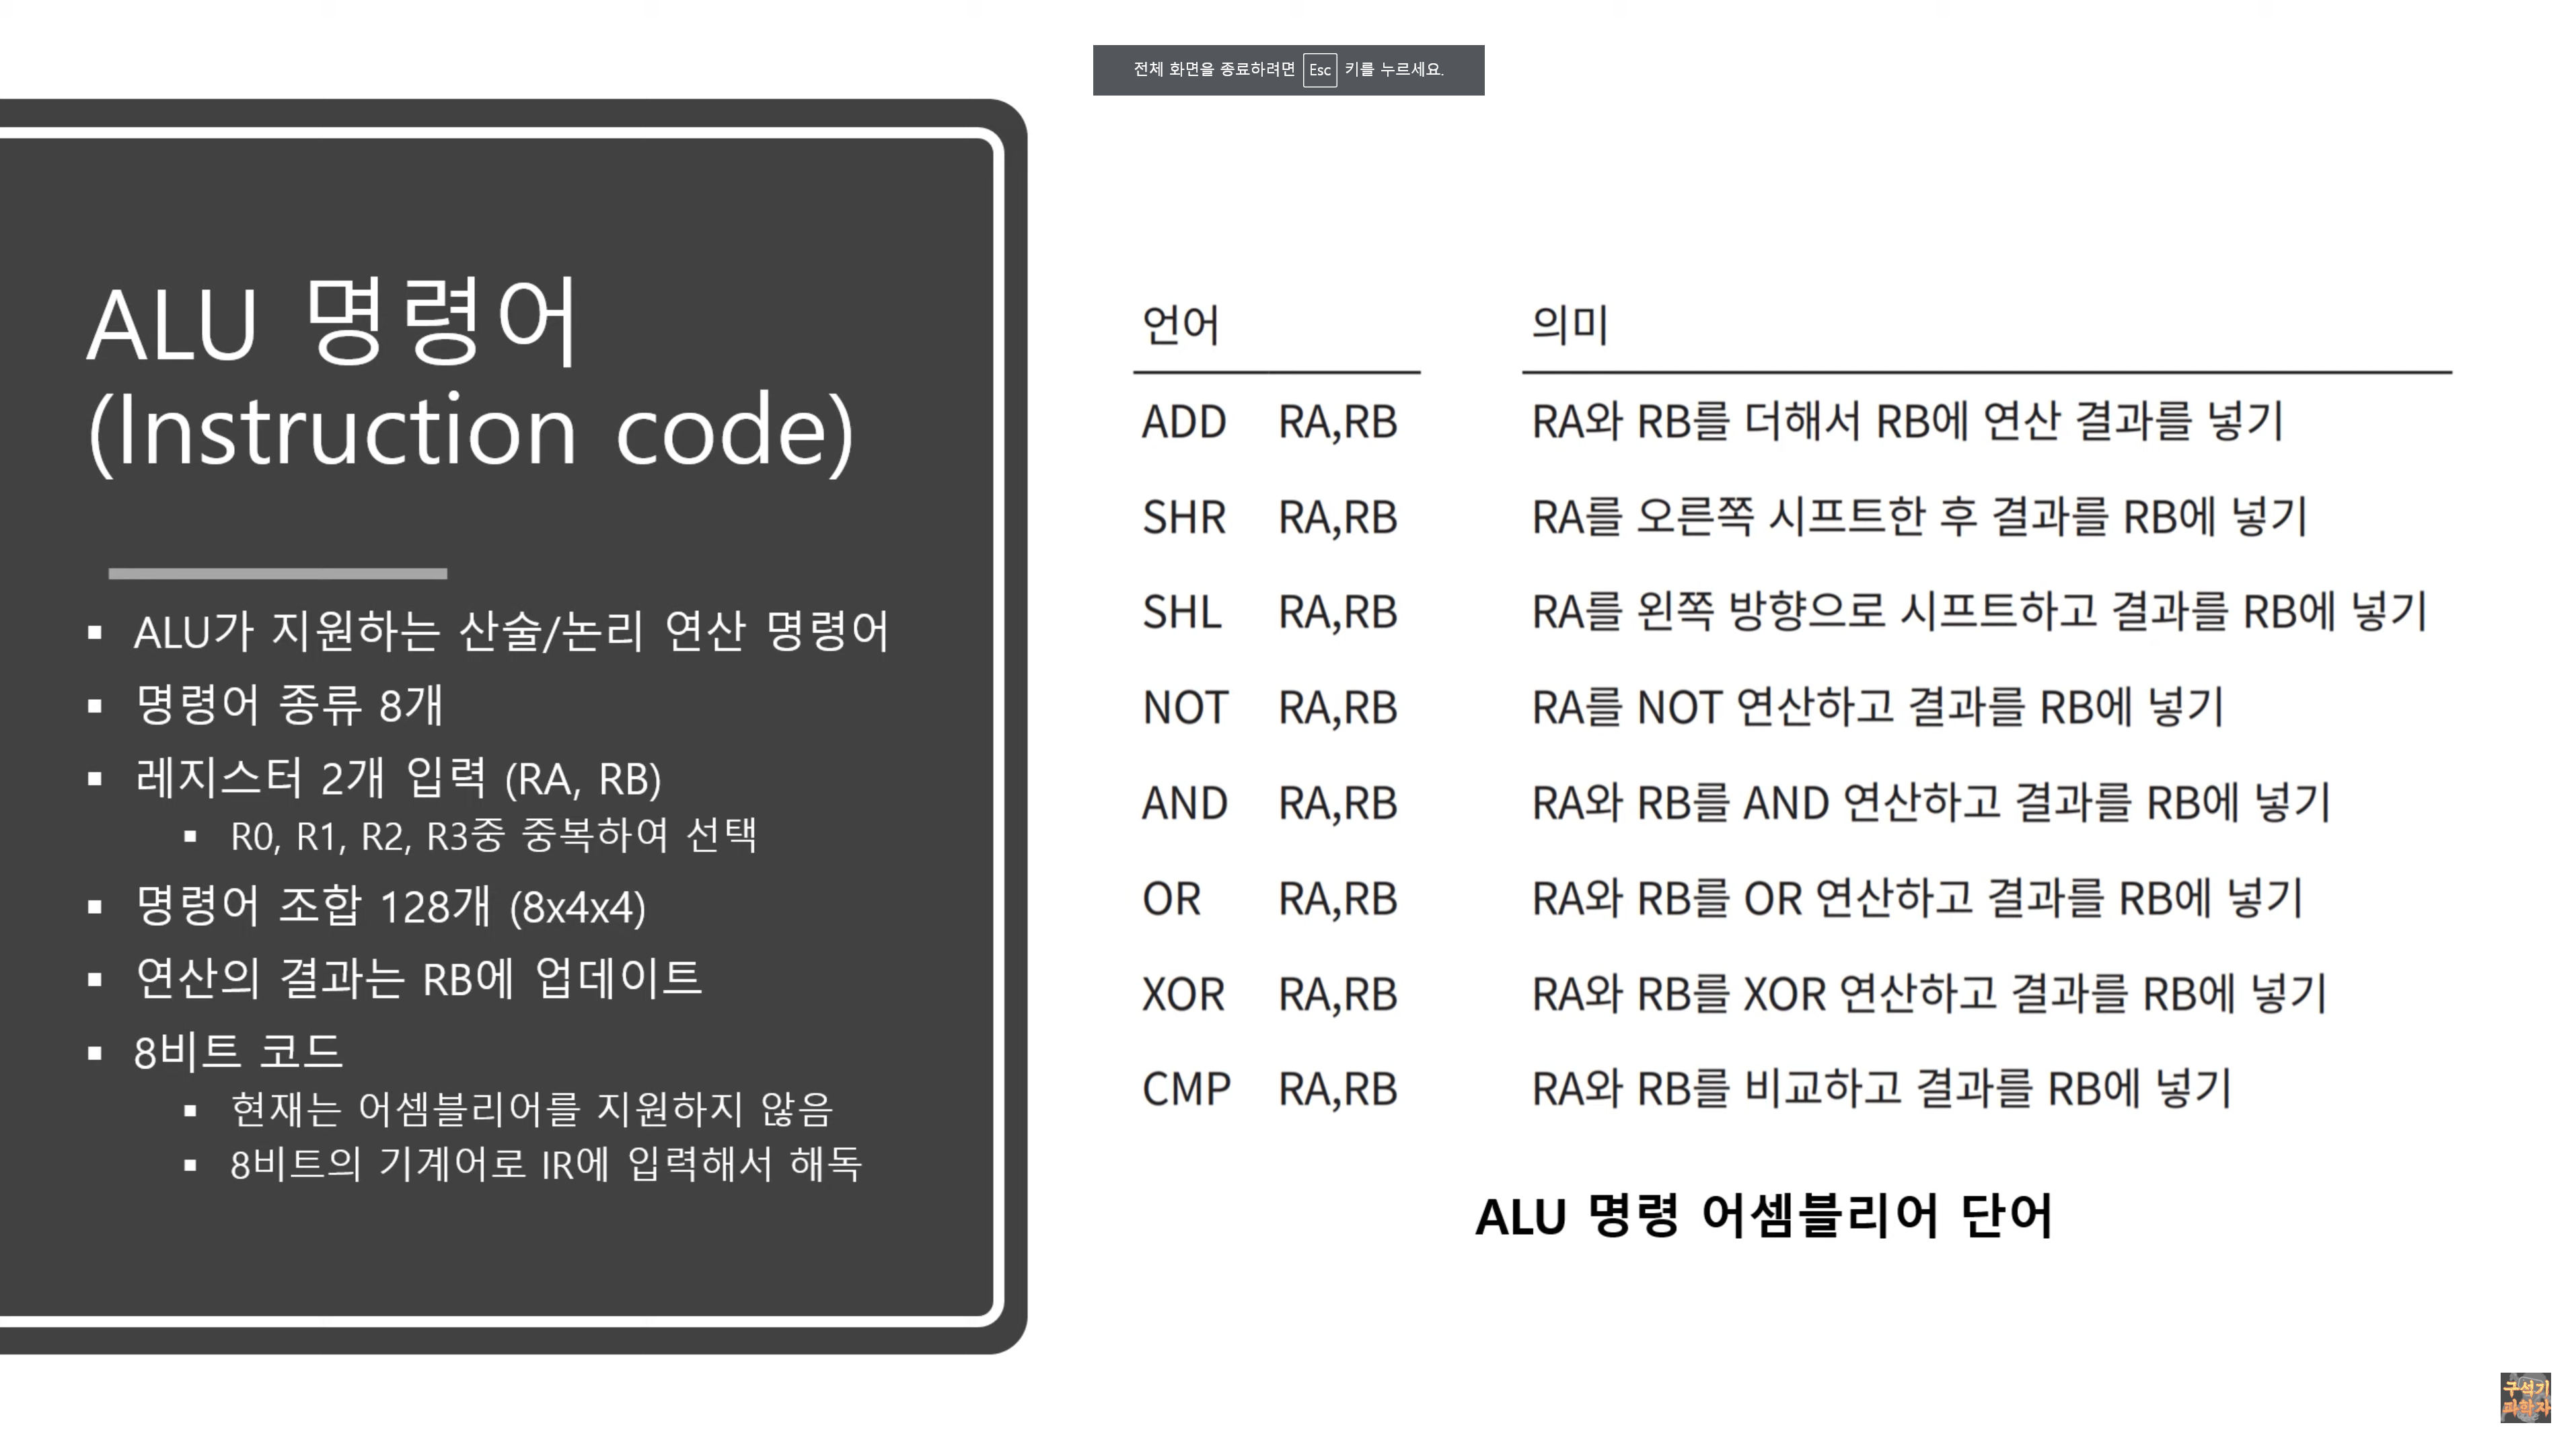 전체 화면을 종료하려면 Esc 키를 누르세요.
ALU 명령어
(Instruction code)
▪ ALU가 지원하는 산술/논리 연산 명령어
▪ 명령어 종류 8개
▪ 레지스터 2개 입력 (RA, RB)
▪ R0, R1, R2, R3중 중복하여 선택
▪ 명령어 조합 128개 (8x4x4)
▪ 연산의 결과는 RB에 업데이트
▪ 8비트 코드
▪ 현재는 어셈블리어를 지원하지 않음
▪ 8비트의 기계어로 IR에 입력해서 해독
언어 의미
ADD RA,RB RA와 RB를 더해서 RB에 연산 결과를 넣기
SHR RA,RB RA를 오른쪽 시프트한 후 결과를 RB에 넣기
SHL RA,RB RA를 왼쪽 방향으로 시프트하고 결과를 RB에 넣기
NOT RA,RB RA를 NOT 연산하고 결과를 RB에 넣기
AND RA,RB RA와 RB를 AND 연산하고 결과를 RB에 넣기
OR RA,RB RA와 RB를 OR 연산하고 결과를 RB에 넣기
XOR RA,RB RA와 RB를 XOR 연산하고 결과를 RB에 넣기
CMP RA,RB RA와 RB를 비교하고 결과를 RB에 넣기
ALU 명령 어셈블리어 단어
구석기
과학자